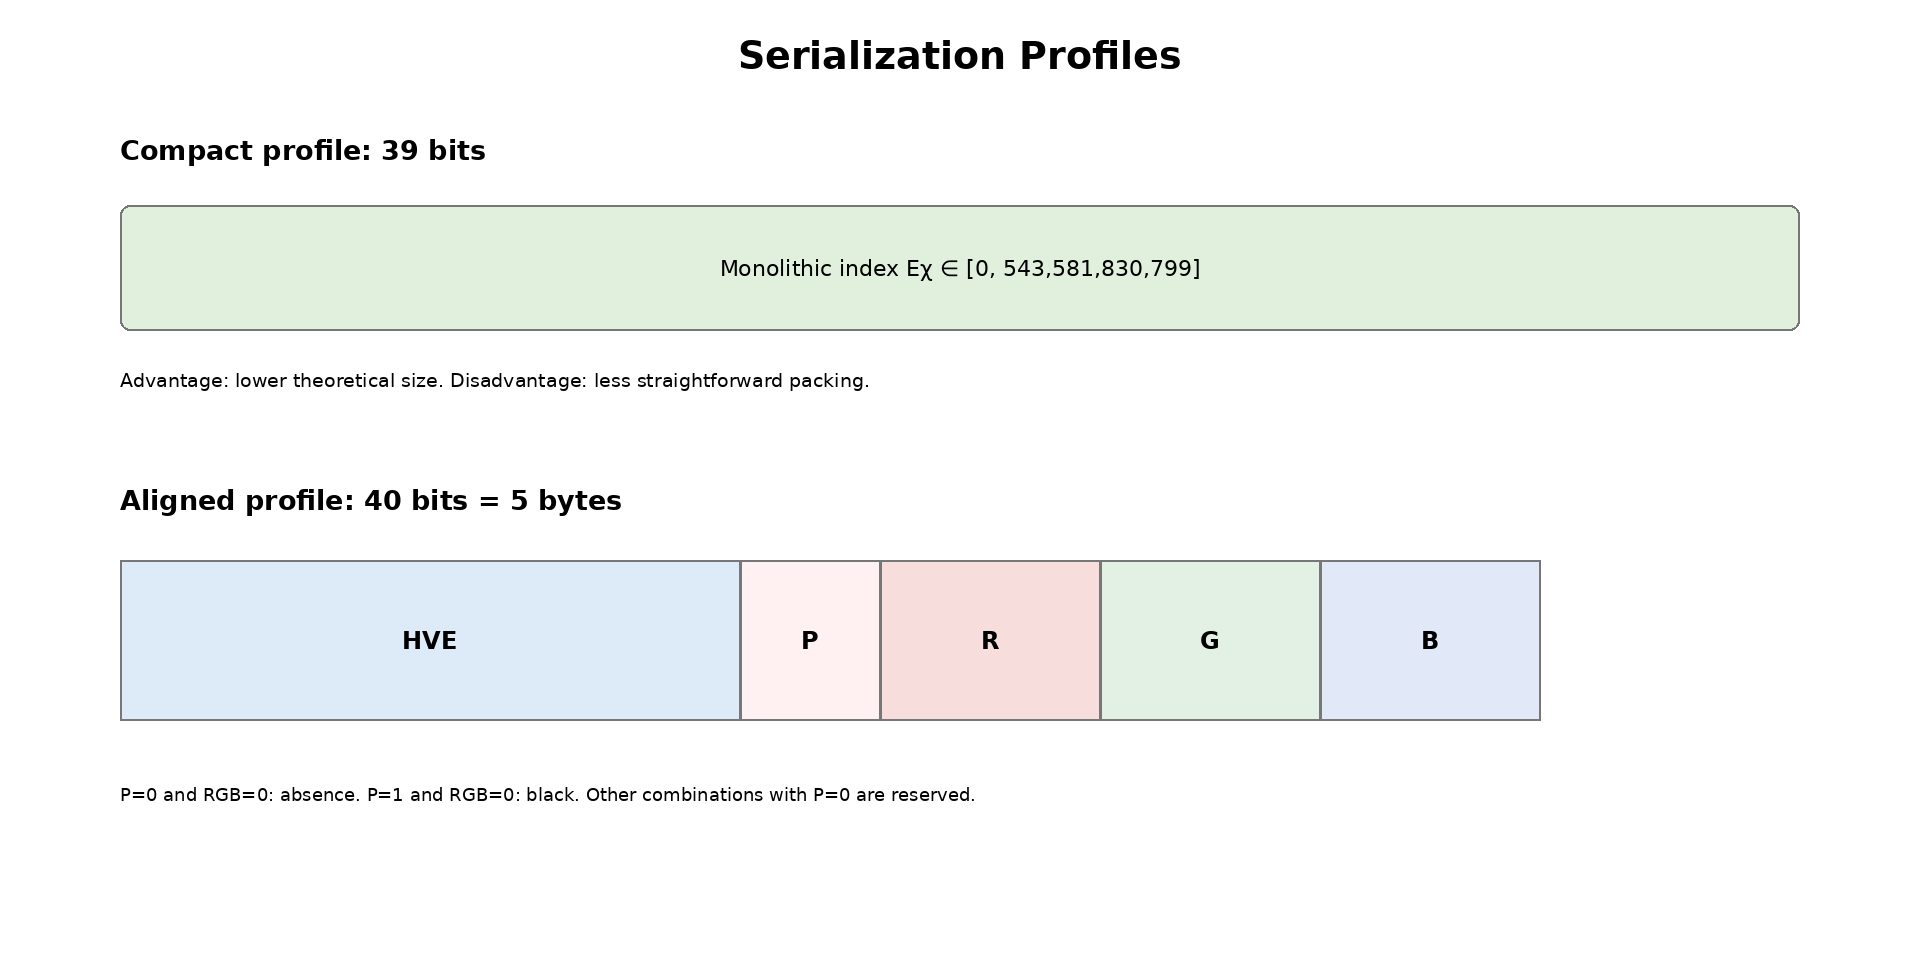 Serialization Profiles
Compact profile: 39 bits
Monolithic index Eχ ∈ [0, 543,581,830,799]
Advantage: lower theoretical size. Disadvantage: less straightforward packing.
Aligned profile: 40 bits = 5 bytes
HVE P R G B
P=0 and RGB=0: absence. P=1 and RGB=0: black. Other combinations with P=0 are reserved.